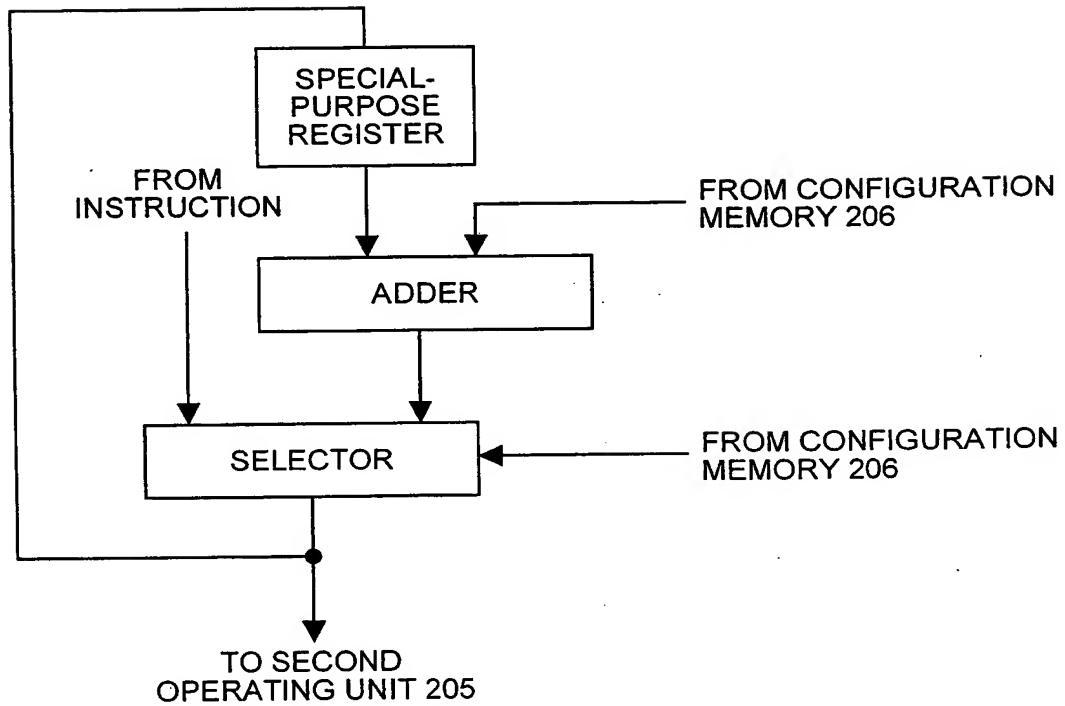 SPECIAL-
PURPOSE
REGISTER
FROM
INSTRUCTION
FROM CONFIGURATION
MEMORY 206
ADDER
SELECTOR
FROM CONFIGURATION
MEMORY 206
TO SECOND
OPERATING UNIT 205